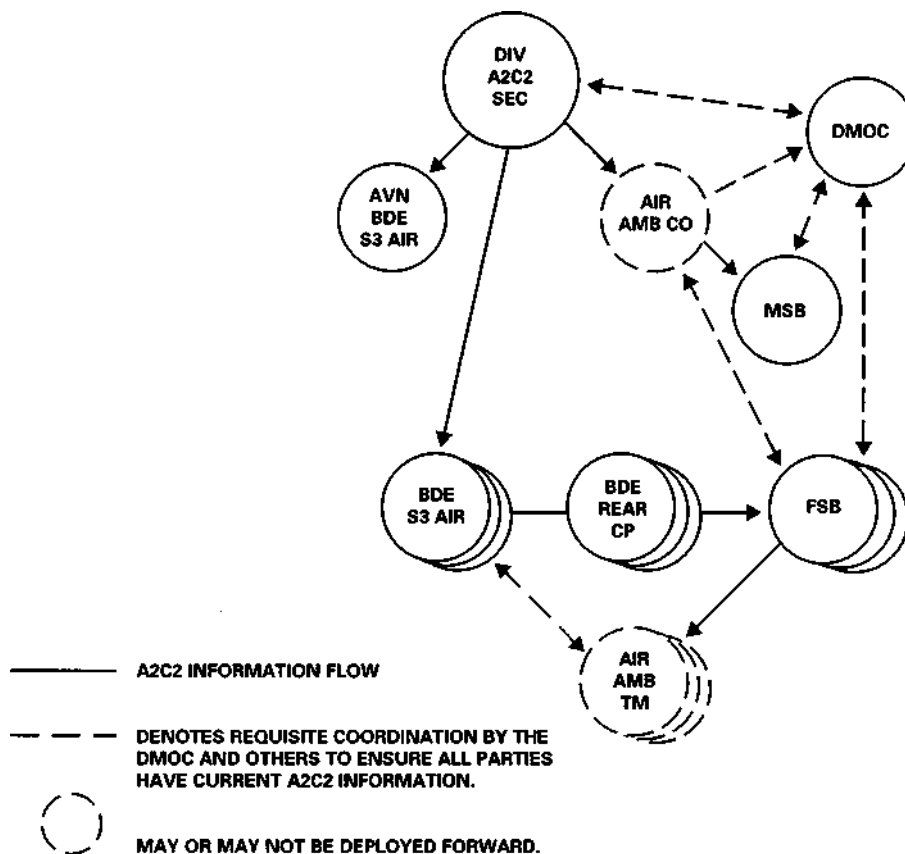 DIV
A2C2
SEC
DMOC
AVN
BDE
S3 AIR
AIR
AMB CO
MSB
BDE
S3 AIR
BDE
REAR
CP
FSB
AIR
AMB
TM
A2C2 INFORMATION FLOW
DENOTES REQUISITE COORDINATION BY THE
DMOC AND OTHERS TO ENSURE ALL PARTIES
HAVE CURRENT A2C2 INFORMATION.
MAY OR MAY NOT BE DEPLOYED FORWARD.